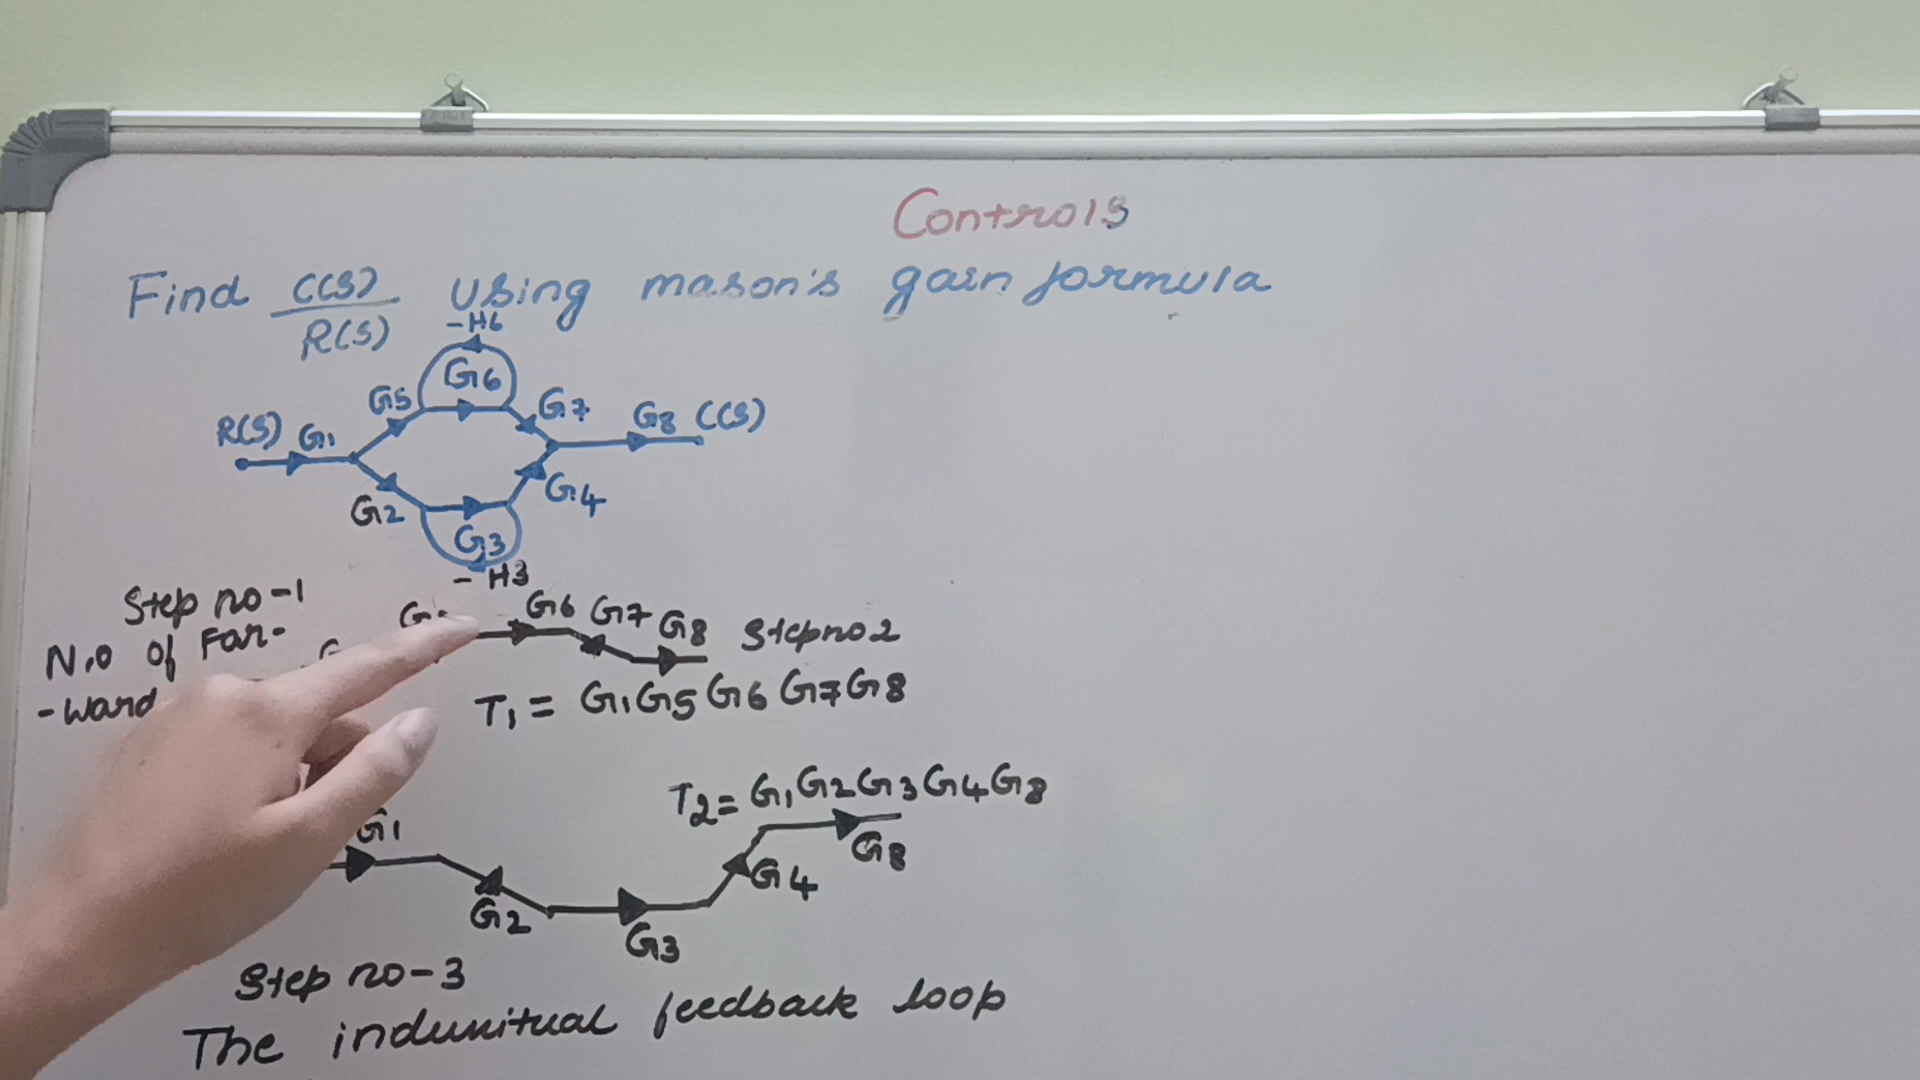 Controls
Find C(S)/R(S) using mason's gain formula
-H6
G6
G5
G7
R(S) G1
G8 C(S)
G2
G4
G3
-H3
Step no-1
N.O of For-
-ward
G6 G7 G8 Step no 2
T1 = G1G5G6G7G8
T2= G1G2G3G4G8
G1
G8
G4
G2
G3
Step no-3
The indunitual feedback loop